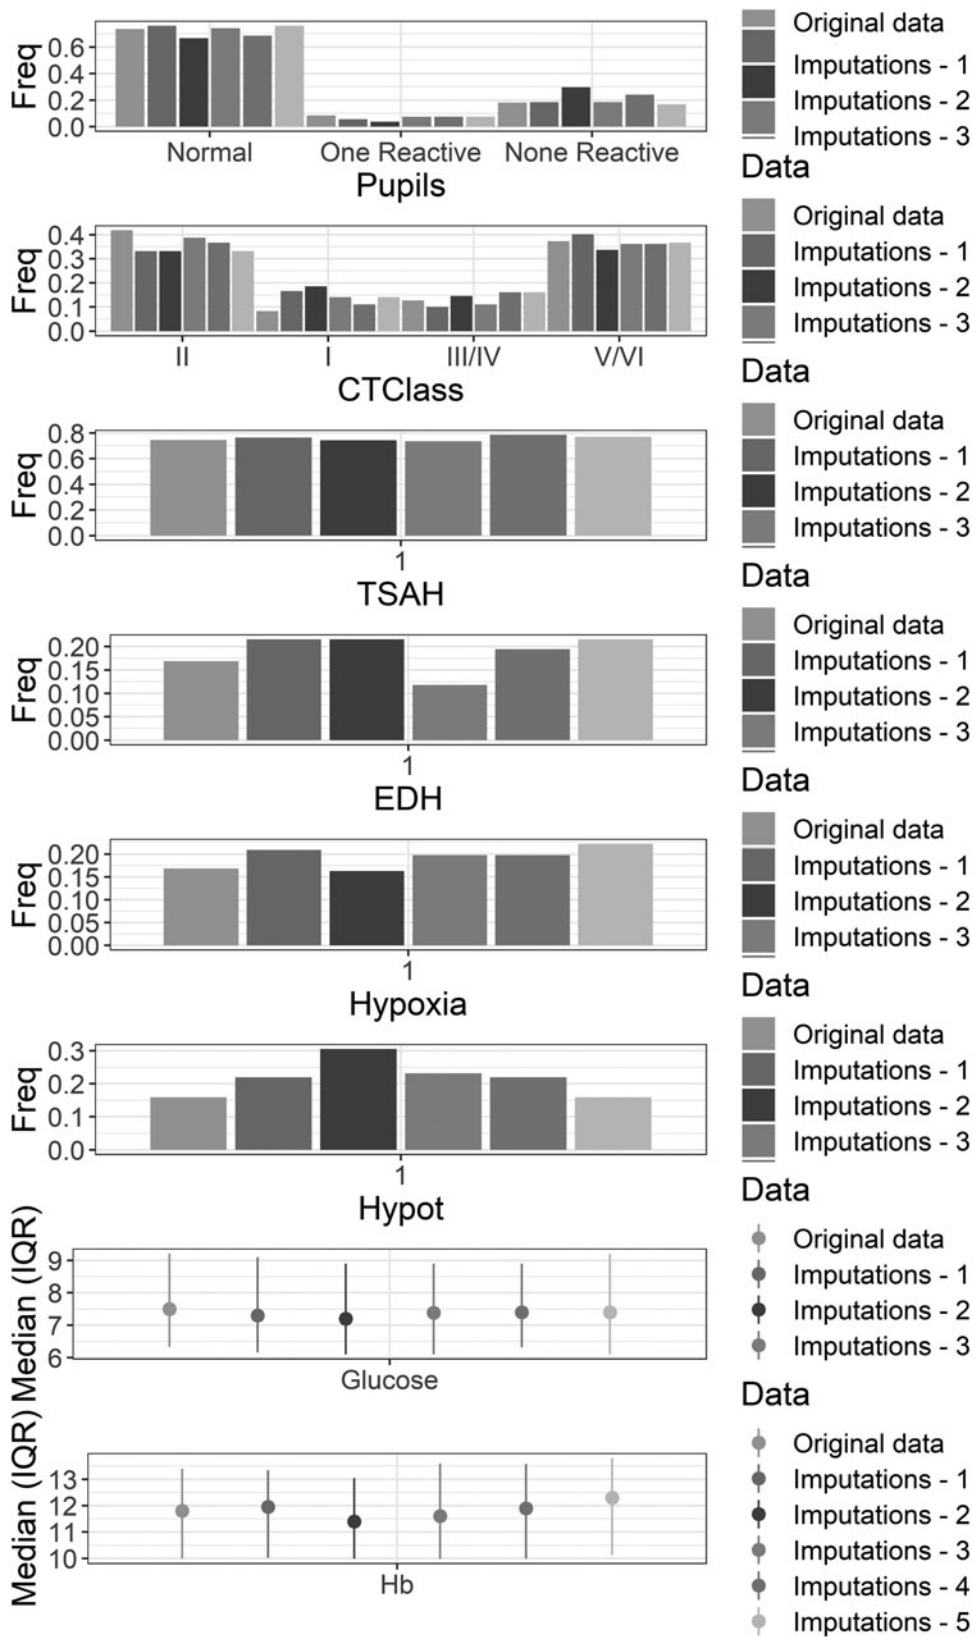 Freq
0.6
0.4
0.2
0.0
Normal One Reactive None Reactive
Pupils
Original data
Imputations - 1
Imputations - 2
Imputations - 3
Data
Freq
0.4
0.3
0.2
0.1
0.0
II I III/IV V/VI
CTClass
Original data
Imputations - 1
Imputations - 2
Imputations - 3
Data
Freq
0.8
0.6
0.4
0.2
0.0
1
TSAH
Original data
Imputations - 1
Imputations - 2
Imputations - 3
Data
Freq
0.20
0.15
0.10
0.05
0.00
1
EDH
Original data
Imputations - 1
Imputations - 2
Imputations - 3
Data
Freq
0.20
0.15
0.10
0.05
0.00
1
Hypoxia
Original data
Imputations - 1
Imputations - 2
Imputations - 3
Data
Freq
0.3
0.2
0.1
0.0
1
Hypot
Original data
Imputations - 1
Imputations - 2
Imputations - 3
Data
Median (IQR)
9
8
7
6
Glucose
Original data
Imputations - 1
Imputations - 2
Imputations - 3
Data
Median (IQR)
13
12
11
10
Hb
Original data
Imputations - 1
Imputations - 2
Imputations - 3
Imputations - 4
Imputations - 5